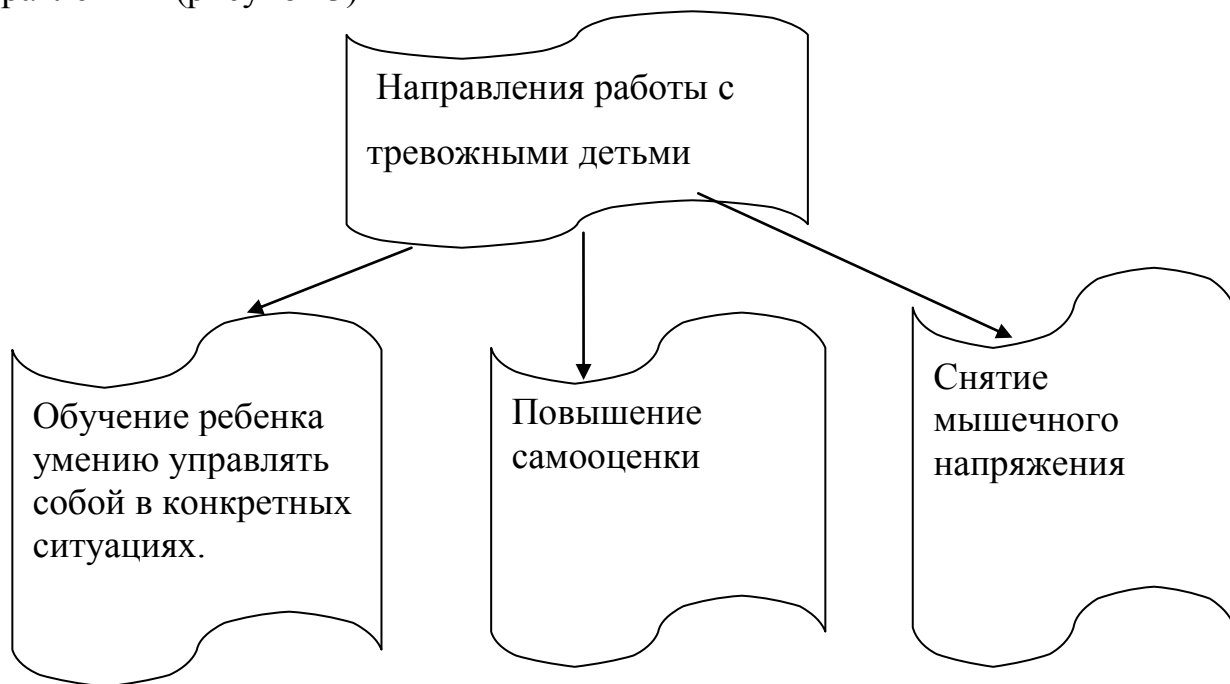 Направления работы с
тревожными детьми
Обучение ребенка
умению управлять
собой в конкретных
ситуациях.
Повышение
самооценки
Снятие
мышечного
напряжения